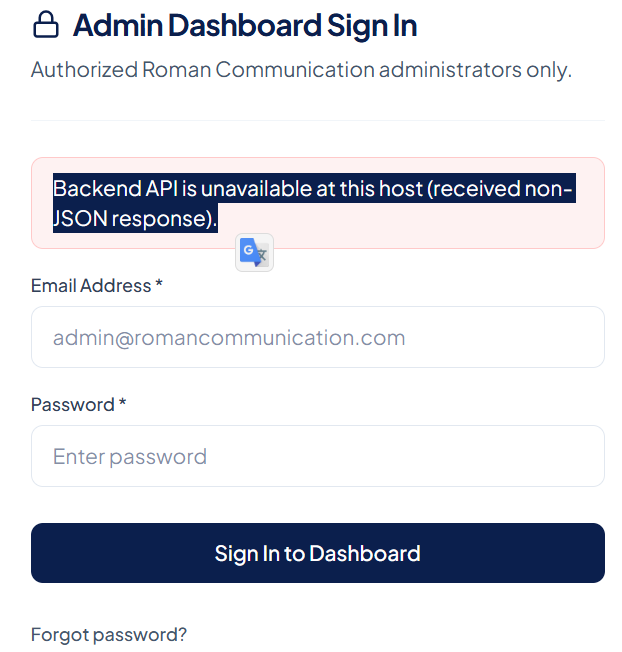 Admin Dashboard Sign In
Authorized Roman Communication administrators only.
Backend API is unavailable at this host (received non-
JSON response).
G 文
Email Address *
admin@romancommunication.com
Password *
Enter password
Sign In to Dashboard
Forgot password?